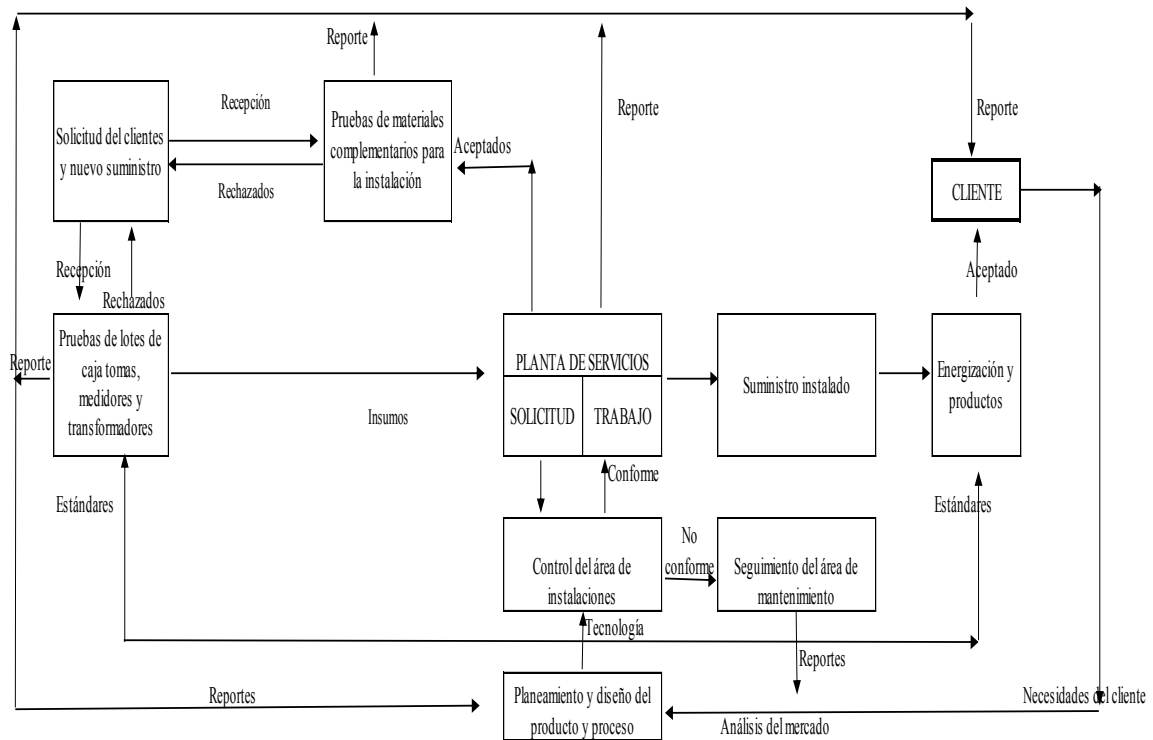 Reporte
Recepción
Reporte
Reporte
Solicitud del clientes
y nuevo suministro
Pruebas de materiales
complementarios para
la instalación
Aceptados
Rechazados
CLIENTE
Recepción
Rechazados
Aceptado
Reporte
Pruebas de lotes de
caja tomas,
medidores y
transformadores
Insumos
PLANTA DE SERVICIOS
SOLICITUD
TRABAJO
Suministro instalado
Energización y
productos
Estándares
Conforme
Estándares
Control del área de
instalaciones
No
conforme
Seguimiento del área de
mantenimiento
Tecnología
Reportes
Reportes
Planeamiento y diseño del
producto y proceso
Análisis del mercado
Necesidades del cliente